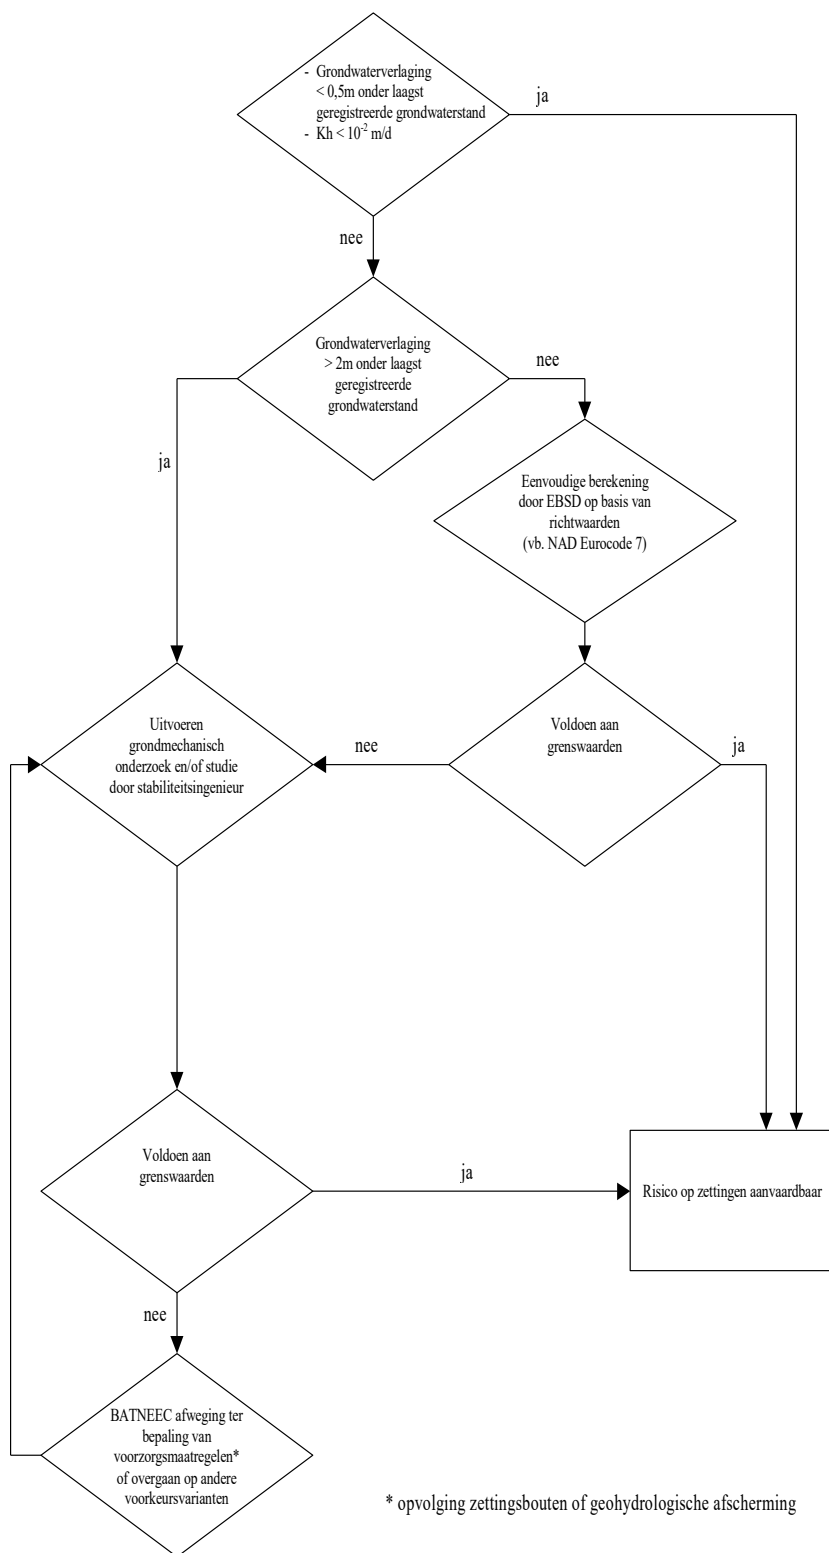 - Grondwaterverlaging
< 0,5m onder laagst
geregistreerde grondwaterstand
- Kh < 10⁻² m/d
ja
nee
Grondwaterverlaging
> 2m onder laagst
geregistreerde
grondwaterstand
nee
ja
Eenvoudige berekening
door EBSD op basis van
richtwaarden
(vb. NAD Eurocode 7)
Uitvoeren
grondmechanisch
onderzoek en/of studie
door stabiliteitsingenieur
nee
Voldoen aan
grenswaarden
ja
Voldoen aan
grenswaarden
ja
Risico op zettingen aanvaardbaar
nee
BATNEEC afweging ter
bepaling van
voorzorgsmaatregelen*
of overgaan op andere
voorkeursvarianten
* opvolging zettingsbouten of geohydrologische afscherming